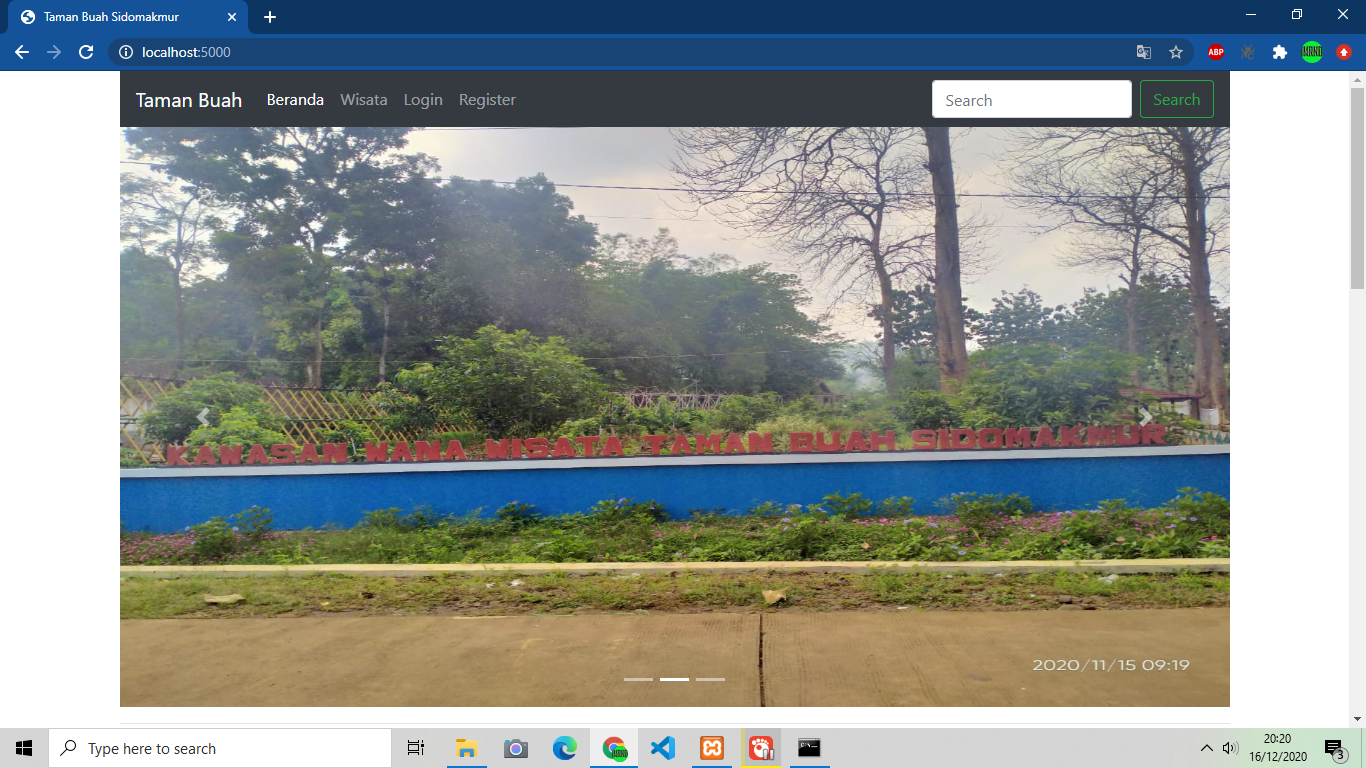 Taman Buah Sidomakmur
localhost:5000
ABP
Taman Buah Beranda Wisata Login Register Search Search
KAWASAN WANA WISATA TAMAN BUAH SIDOMAKMUR
2020/11/15 09:19
Type here to search
20:20
16/12/2020
3